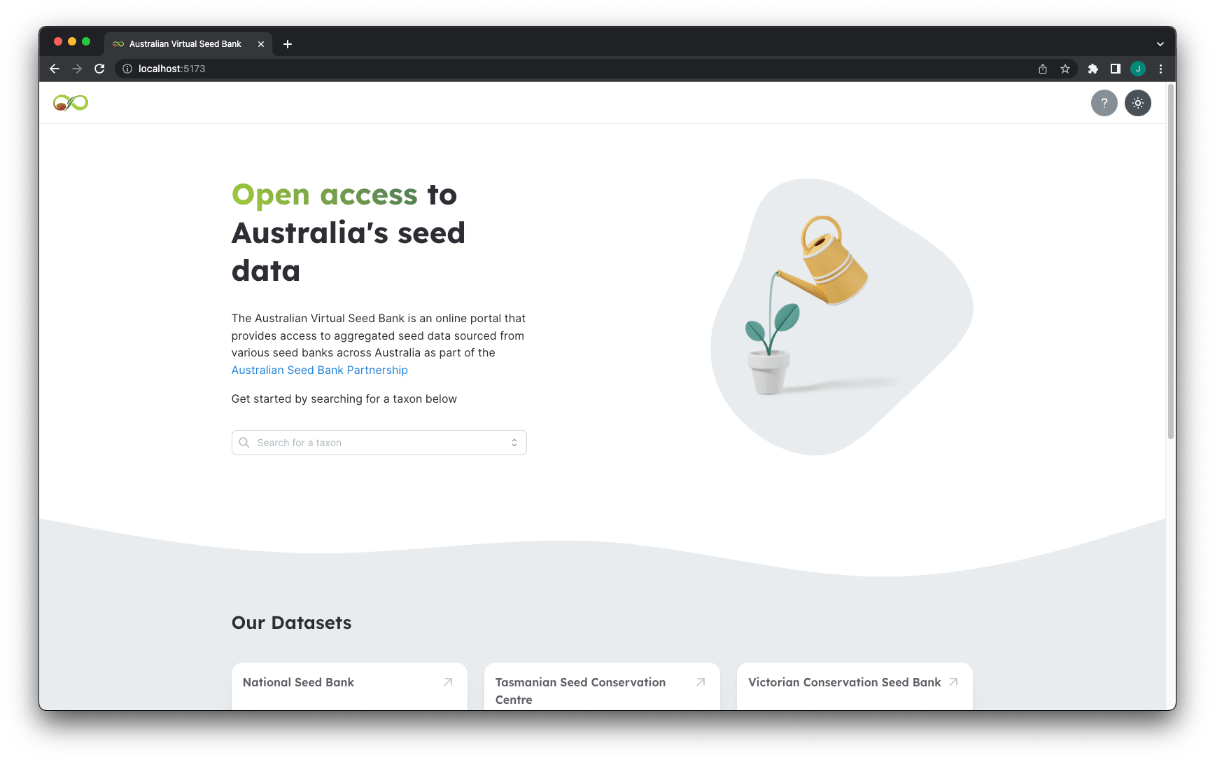 Australian Virtual Seed Bank
localhost:5173
J
?
Open access to
Australia's seed
data
The Australian Virtual Seed Bank is an online portal that
provides access to aggregated seed data sourced from
various seed banks across Australia as part of the
Australian Seed Bank Partnership
Get started by searching for a taxon below
Search for a taxon
Our Datasets
National Seed Bank
Tasmanian Seed Conservation
Centre
Victorian Conservation Seed Bank